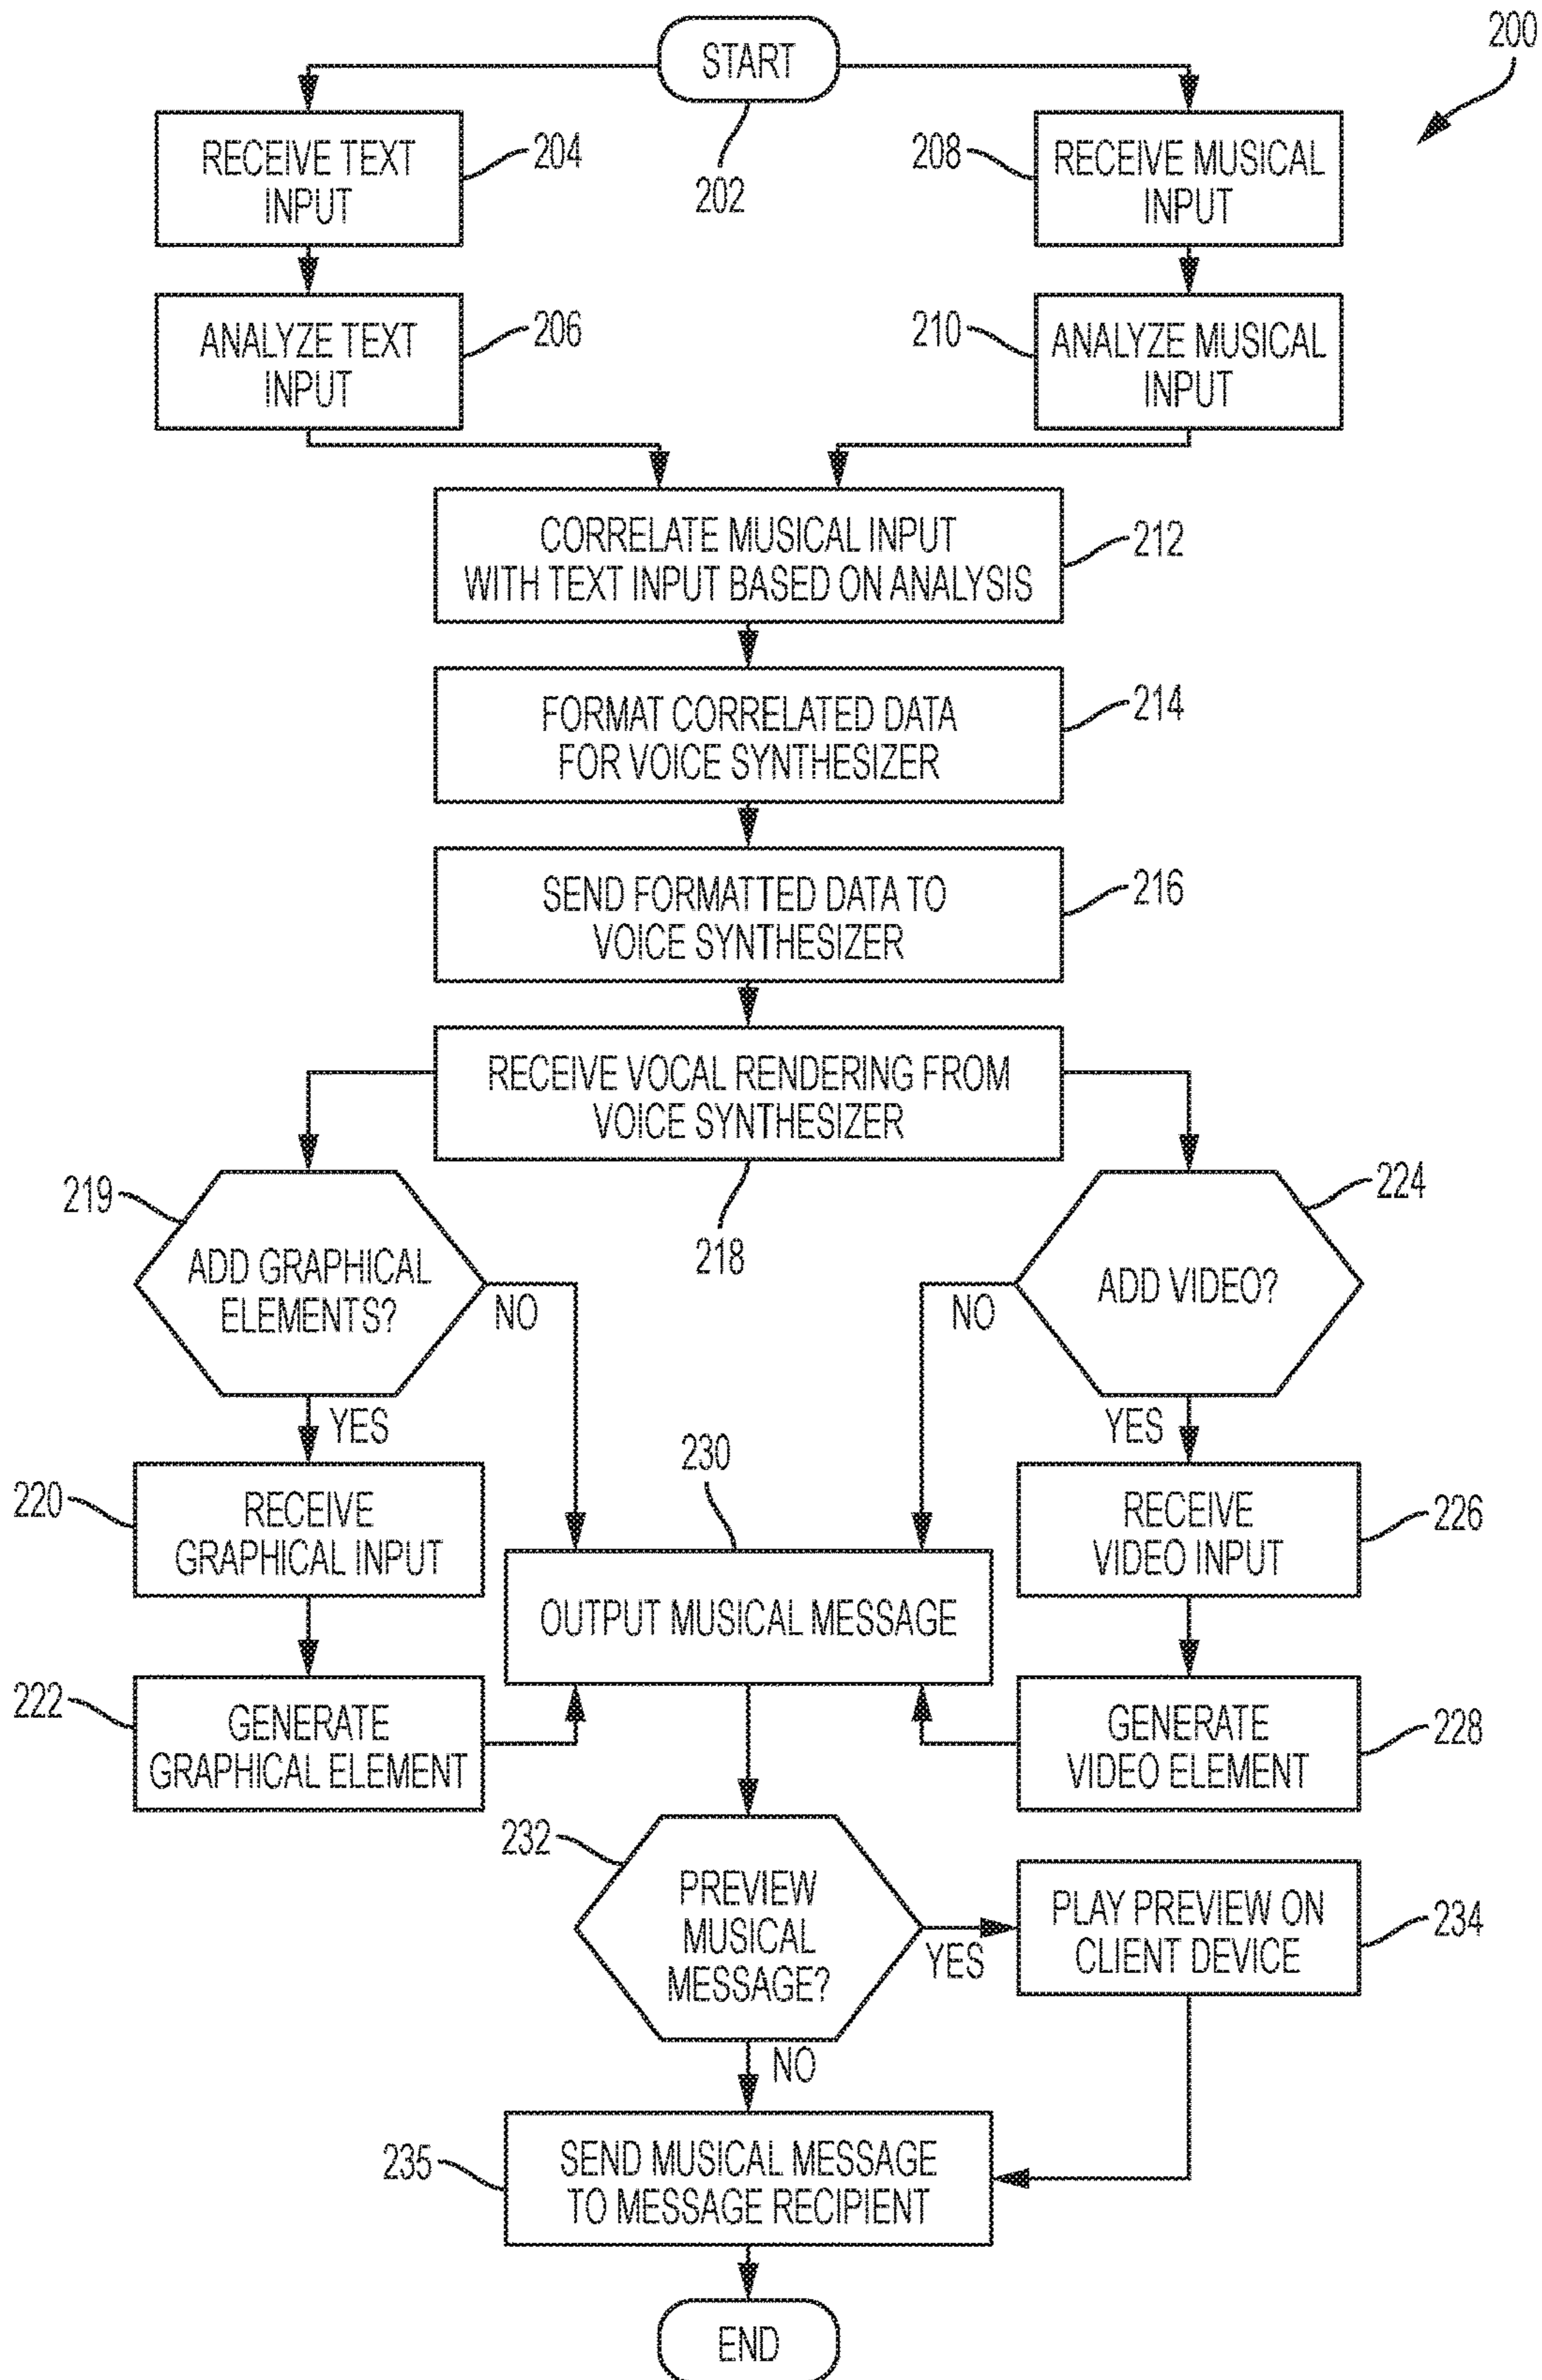 200
START
202
RECEIVE TEXT
INPUT
204
208
RECEIVE MUSICAL
INPUT
ANALYZE TEXT
INPUT
206
210
ANALYZE MUSICAL
INPUT
CORRELATE MUSICAL INPUT
WITH TEXT INPUT BASED ON ANALYSIS
212
FORMAT CORRELATED DATA
FOR VOICE SYNTHESIZER
214
SEND FORMATTED DATA TO
VOICE SYNTHESIZER
216
RECEIVE VOCAL RENDERING FROM
VOICE SYNTHESIZER
218
219
ADD GRAPHICAL
ELEMENTS?
NO
YES
224
ADD VIDEO?
NO
YES
220
RECEIVE
GRAPHICAL INPUT
230
OUTPUT MUSICAL MESSAGE
RECEIVE
VIDEO INPUT
226
222
GENERATE
GRAPHICAL ELEMENT
GENERATE
VIDEO ELEMENT
228
232
PREVIEW
MUSICAL
MESSAGE?
YES
NO
PLAY PREVIEW ON
CLIENT DEVICE
234
235
SEND MUSICAL MESSAGE
TO MESSAGE RECIPIENT
END